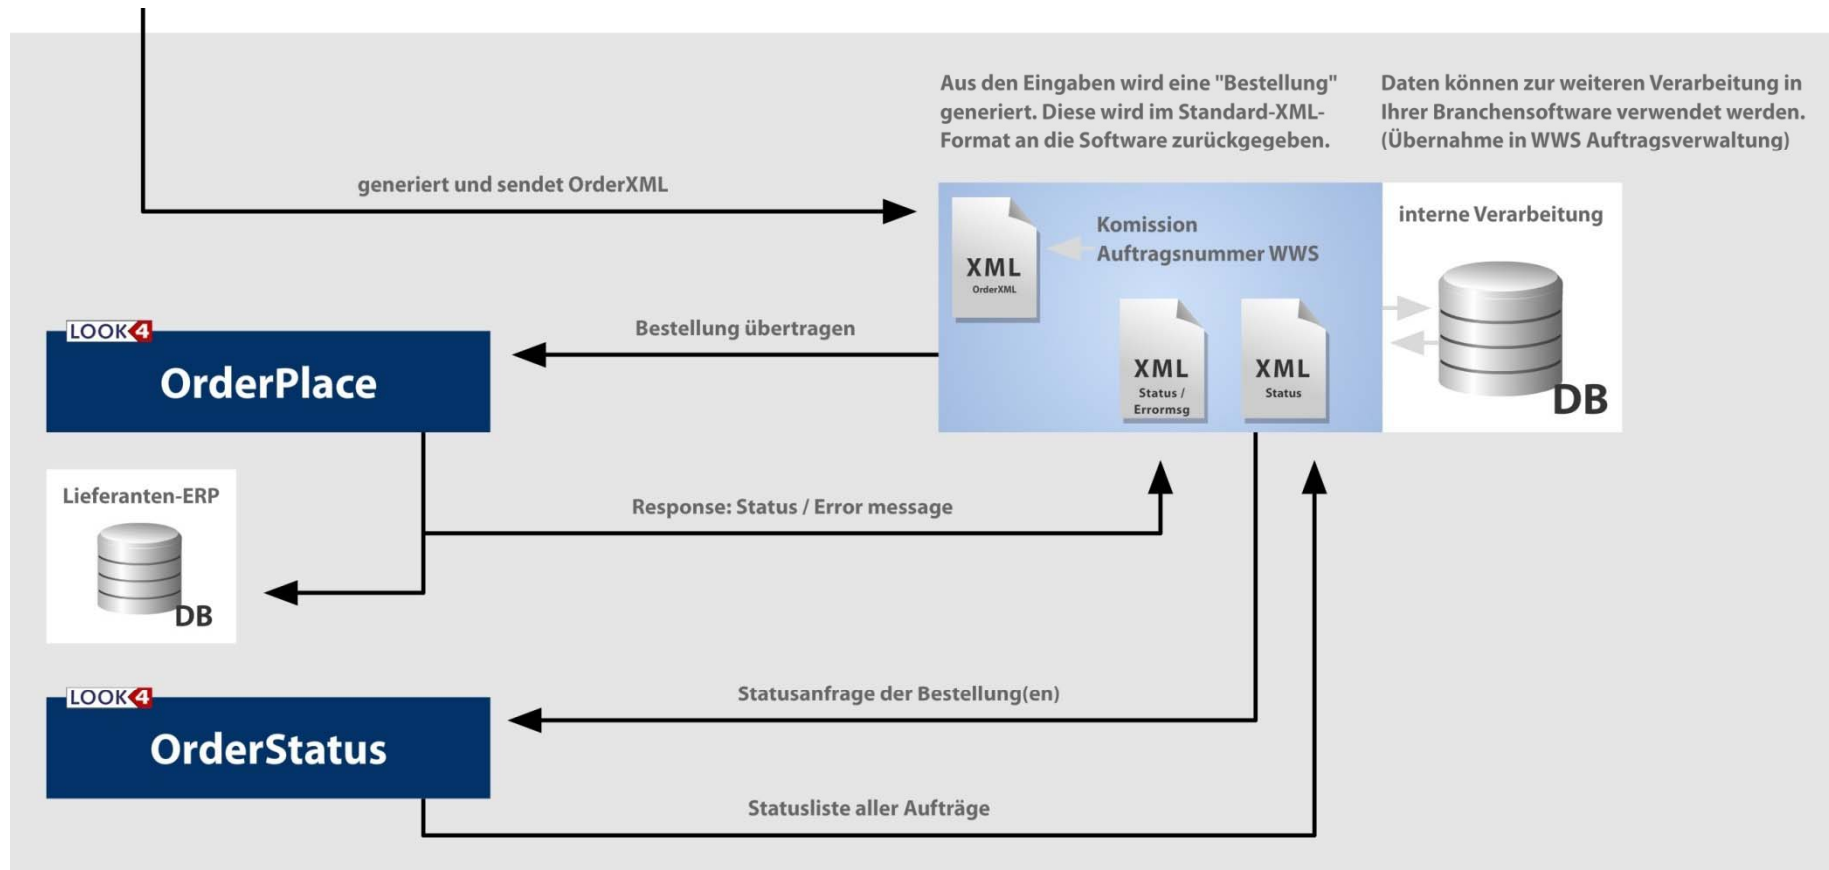 Aus den Eingaben wird eine "Bestellung"
generiert. Diese wird im Standard-XML-
Format an die Software zurückgegeben.
Daten können zur weiteren Verarbeitung in
Ihrer Branchensoftware verwendet werden.
(Übernahme in WWS Auftragsverwaltung)
generiert und sendet OrderXML
XML
OrderXML
Komission
Auftragsnummer WWS
interne Verarbeitung
DB
LOOK4
OrderPlace
Bestellung übertragen
XML
Status /
Errormsg
XML
Status
Lieferanten-ERP
DB
Response: Status / Error message
LOOK4
OrderStatus
Statusanfrage der Bestellung(en)
Statusliste aller Aufträge